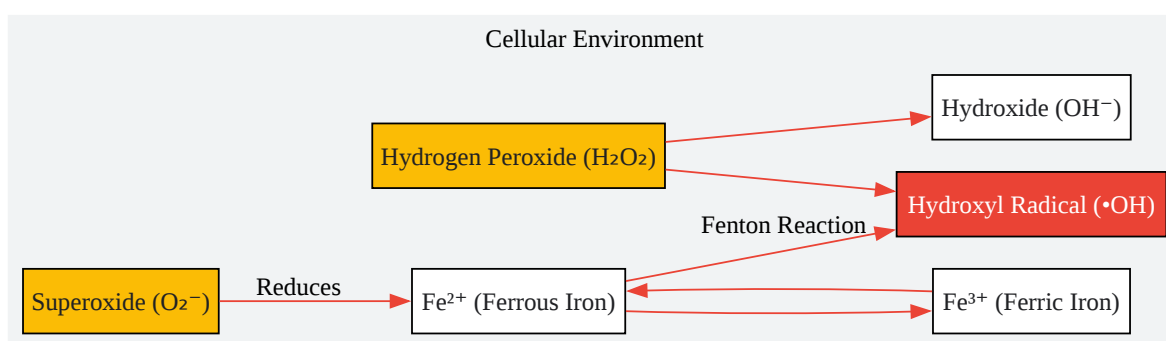 Cellular Environment
Hydroxide (OH⁻)
Hydrogen Peroxide (H₂O₂)
Hydroxyl Radical (•OH)
Fenton Reaction
Superoxide (O₂⁻)
Reduces
Fe²⁺ (Ferrous Iron)
Fe³⁺ (Ferric Iron)